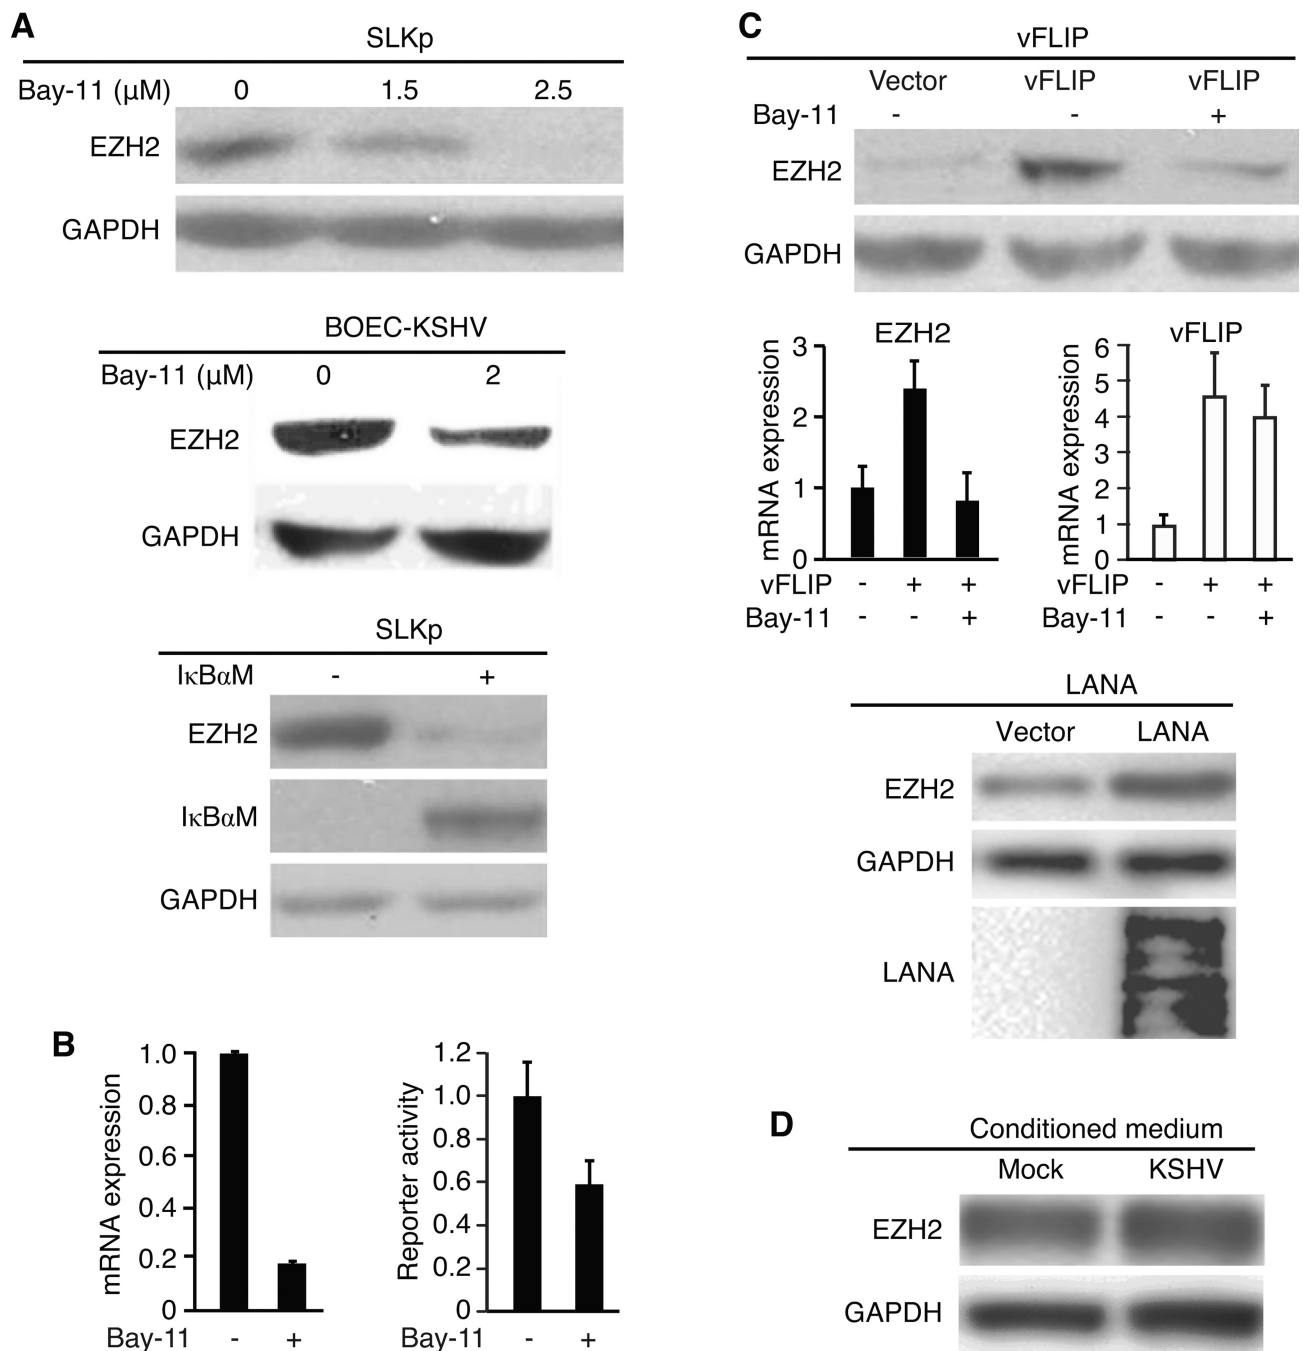 A
SLKp
Bay-11 (μM) 0 1.5 2.5
EZH2
GAPDH
BOEC-KSHV
Bay-11 (μM) 0 2
EZH2
GAPDH
SLKp
IκBαM - +
EZH2
IκBαM
GAPDH
B
mRNA expression
1.0
0.8
0.6
0.4
0.2
0
Bay-11 - +
Reporter activity
1.2
1.0
0.8
0.6
0.4
0.2
0
Bay-11 - +
C
vFLIP
Vector vFLIP vFLIP
Bay-11 - - +
EZH2
GAPDH
EZH2
mRNA expression
3
2
1
0
vFLIP - + +
Bay-11 - - +
vFLIP
mRNA expression
6
5
4
3
2
1
0
vFLIP - + +
Bay-11 - - +
LANA
Vector LANA
EZH2
GAPDH
LANA
D
Conditioned medium
Mock KSHV
EZH2
GAPDH